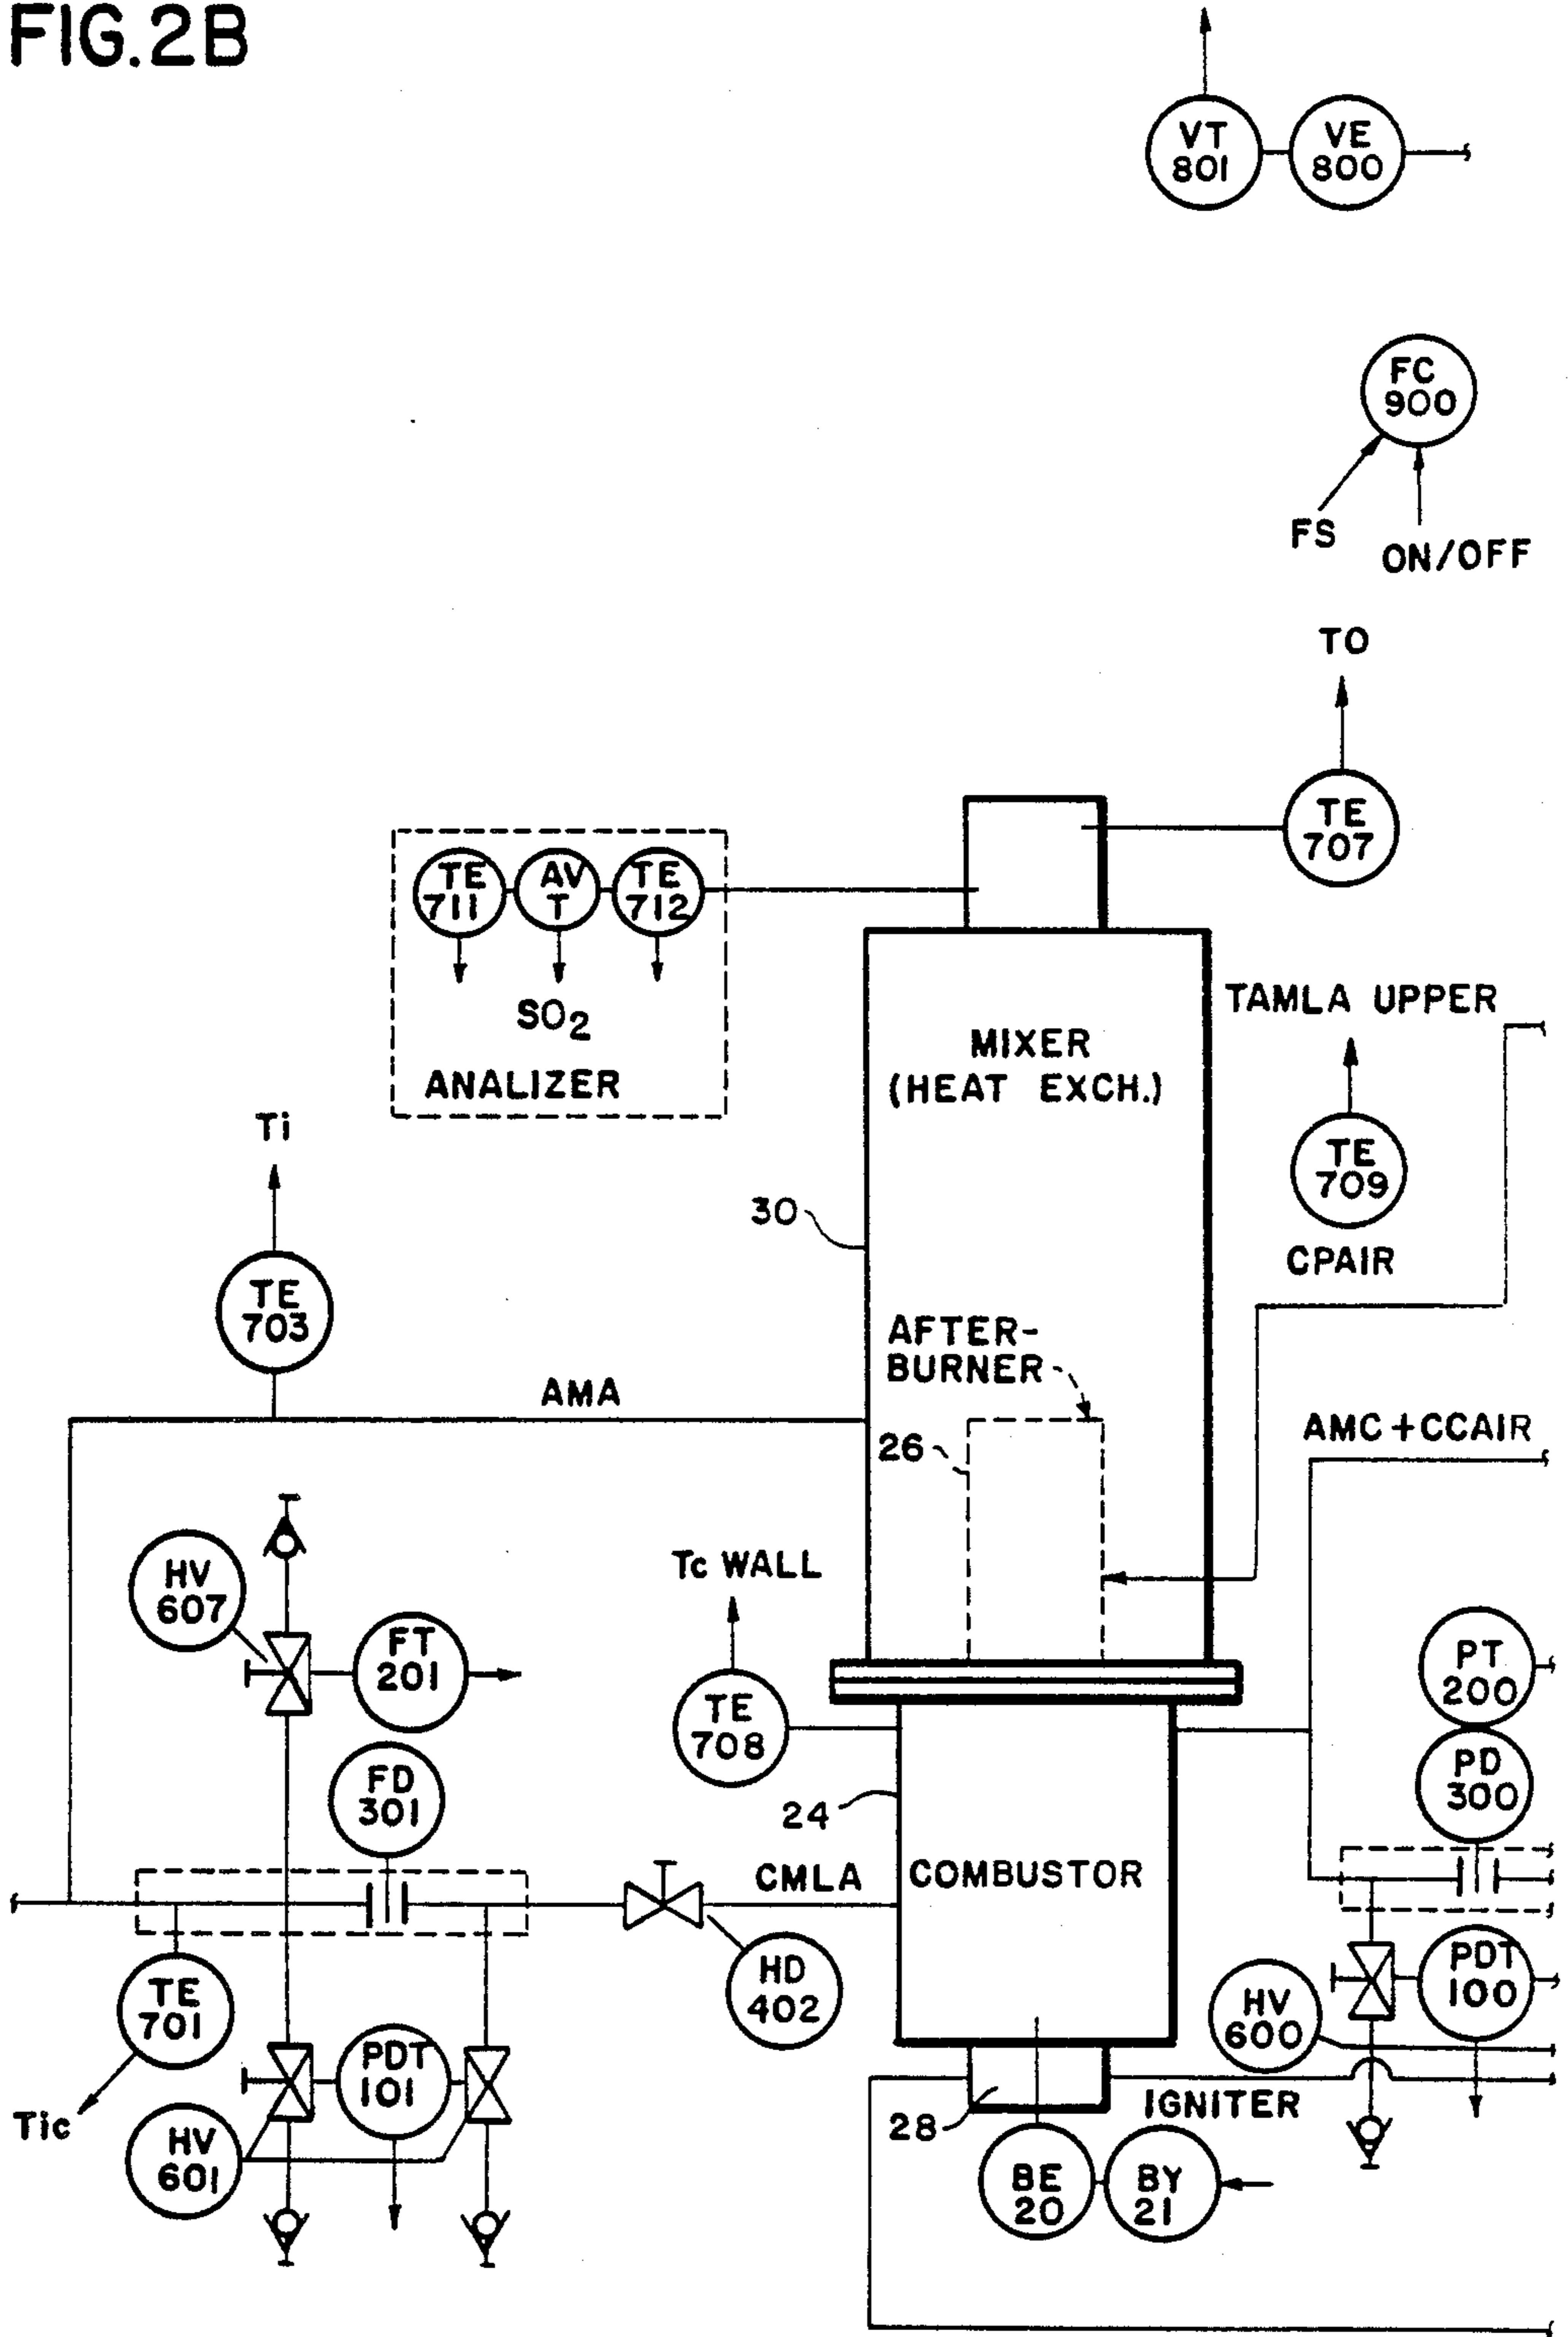 FIG.2B
VT
801
VE
800
FC
900
FS
ON/OFF
TO
TE
707
TE
711
AV
T
TE
712
SO2
ANALIZER
MIXER
(HEAT EXCH.)
TAMLA UPPER
TE
709
CPAIR
Ti
30
TE
703
AFTER-
BURNER
AMA
26
AMC+CCAIR
HV
607
Tc WALL
FT
201
TE
708
PT
200
FD
301
PD
300
24
CMLA
COMBUSTOR
TE
701
HD
402
HV
600
PDT
100
PDT
101
Tic
HV
601
28
IGNITER
BE
20
BY
21